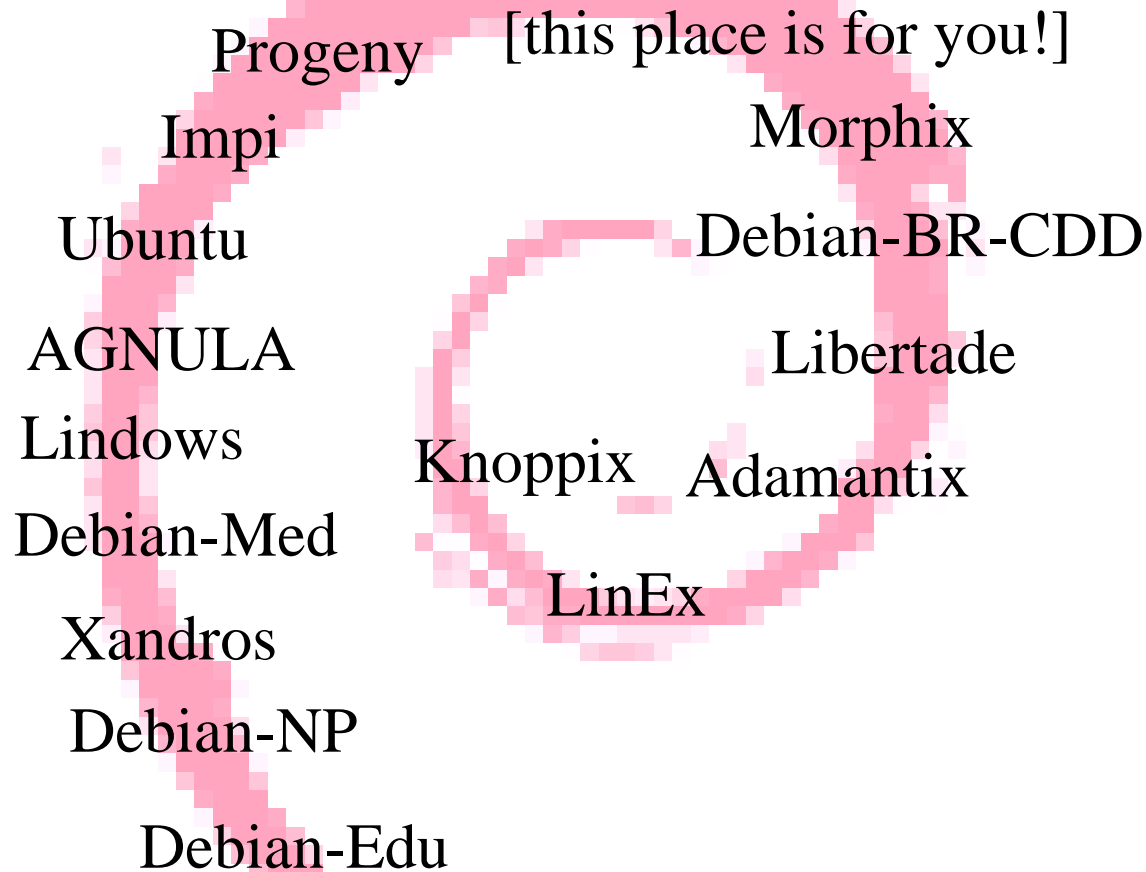 [this place is for you!]
Progeny
Morphix
Impi
Ubuntu
Debian-BR-CDD
AGNULA
Libertade
Lindows
Knoppix
Adamantix
Debian-Med
LinEx
Xandros
Debian-NP
Debian-Edu